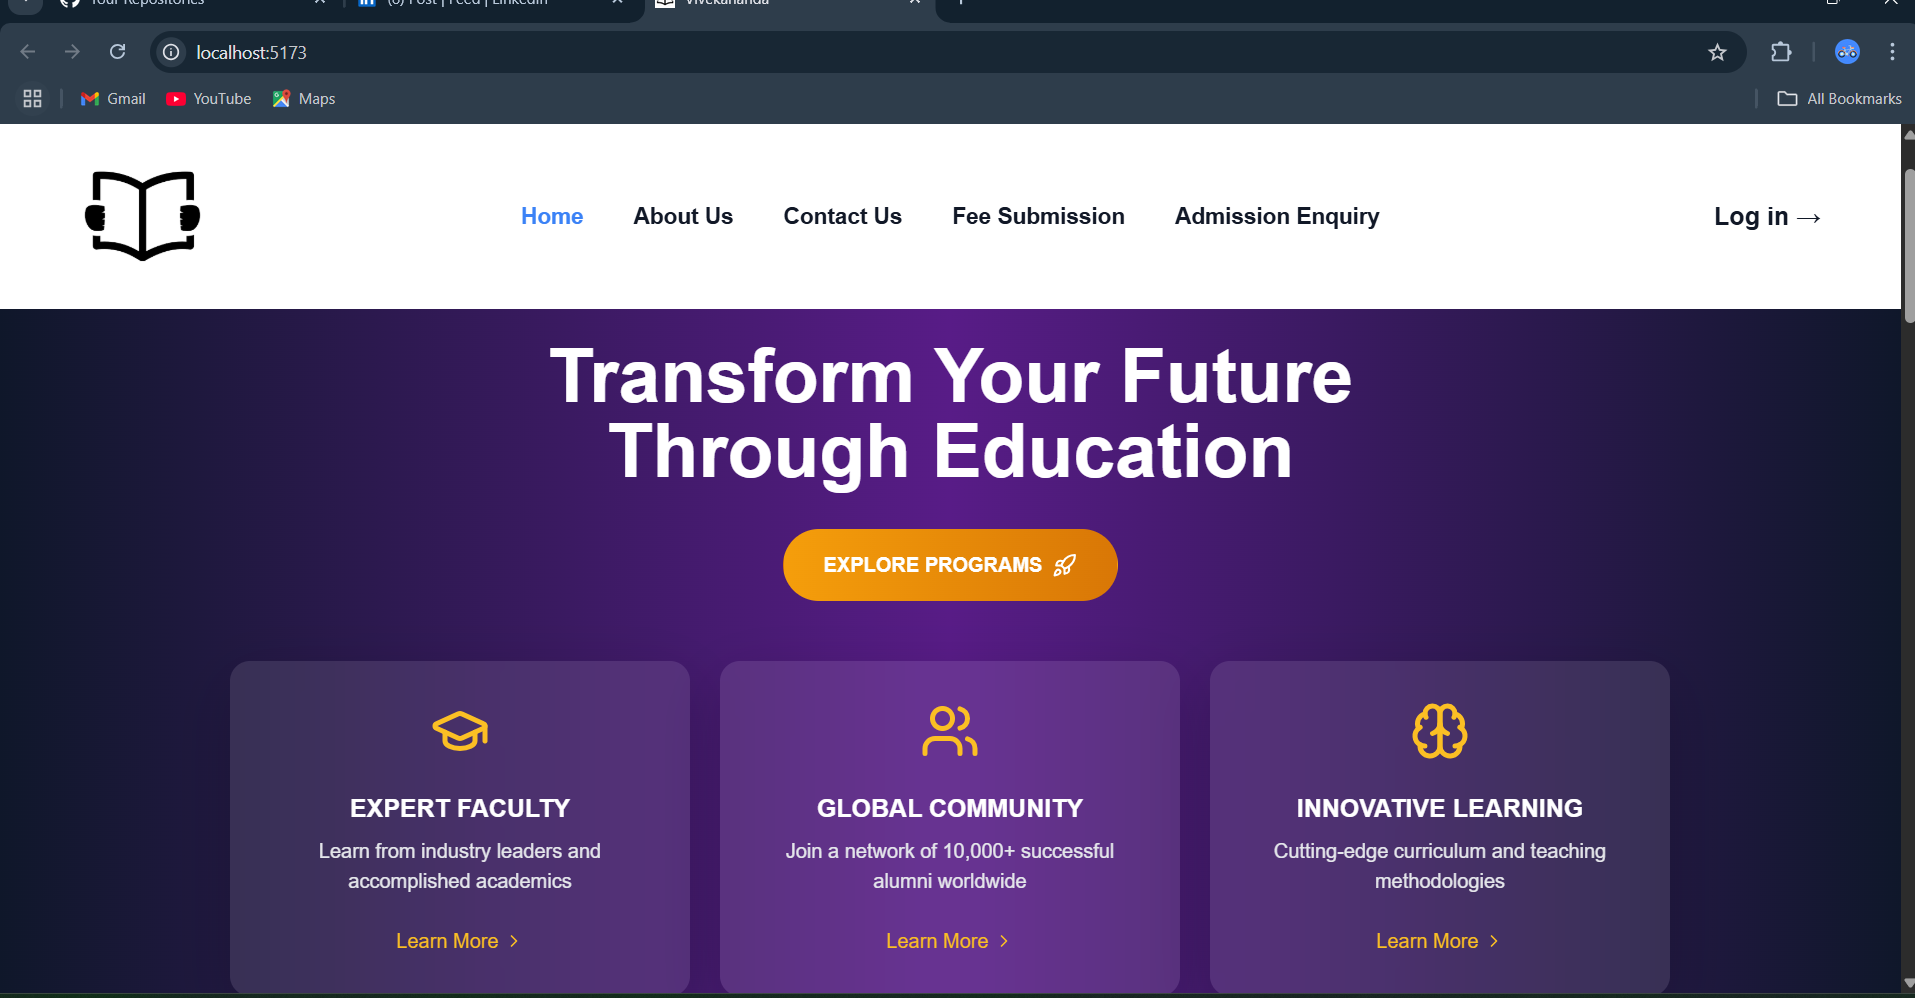 Your Repositories
(6) Post | Feed | LinkedIn
Vivekananda
localhost:5173
Gmail
YouTube
Maps
All Bookmarks
Home
About Us
Contact Us
Fee Submission
Admission Enquiry
Log in →
Transform Your Future
Through Education
EXPLORE PROGRAMS
EXPERT FACULTY
Learn from industry leaders and
accomplished academics
Learn More
GLOBAL COMMUNITY
Join a network of 10,000+ successful
alumni worldwide
Learn More
INNOVATIVE LEARNING
Cutting-edge curriculum and teaching
methodologies
Learn More